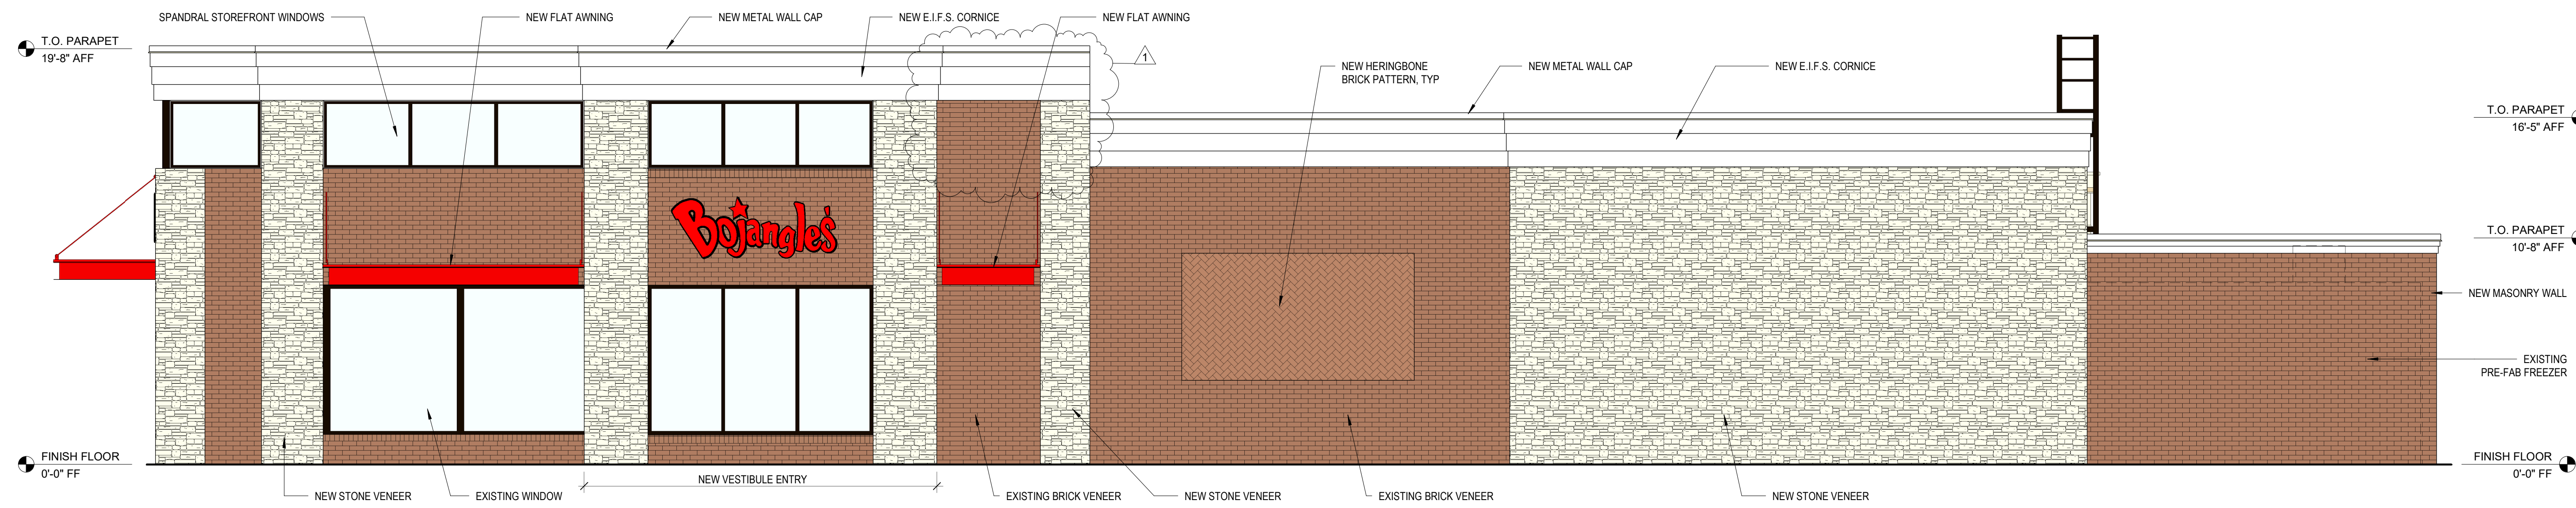 SPANDRAL STOREFRONT WINDOWS
NEW FLAT AWNING
NEW METAL WALL CAP
NEW E.I.F.S. CORNICE
NEW FLAT AWNING
T.O. PARAPET
19'-8" AFF
1
NEW HERINGBONE
BRICK PATTERN, TYP
NEW METAL WALL CAP
NEW E.I.F.S. CORNICE
T.O. PARAPET
16'-5" AFF
Bojangles'
T.O. PARAPET
10'-8" AFF
NEW MASONRY WALL
EXISTING
PRE-FAB FREEZER
FINISH FLOOR
0'-0" FF
FINISH FLOOR
0'-0" FF
NEW VESTIBULE ENTRY
NEW STONE VENEER
EXISTING WINDOW
EXISTING BRICK VENEER
NEW STONE VENEER
EXISTING BRICK VENEER
NEW STONE VENEER